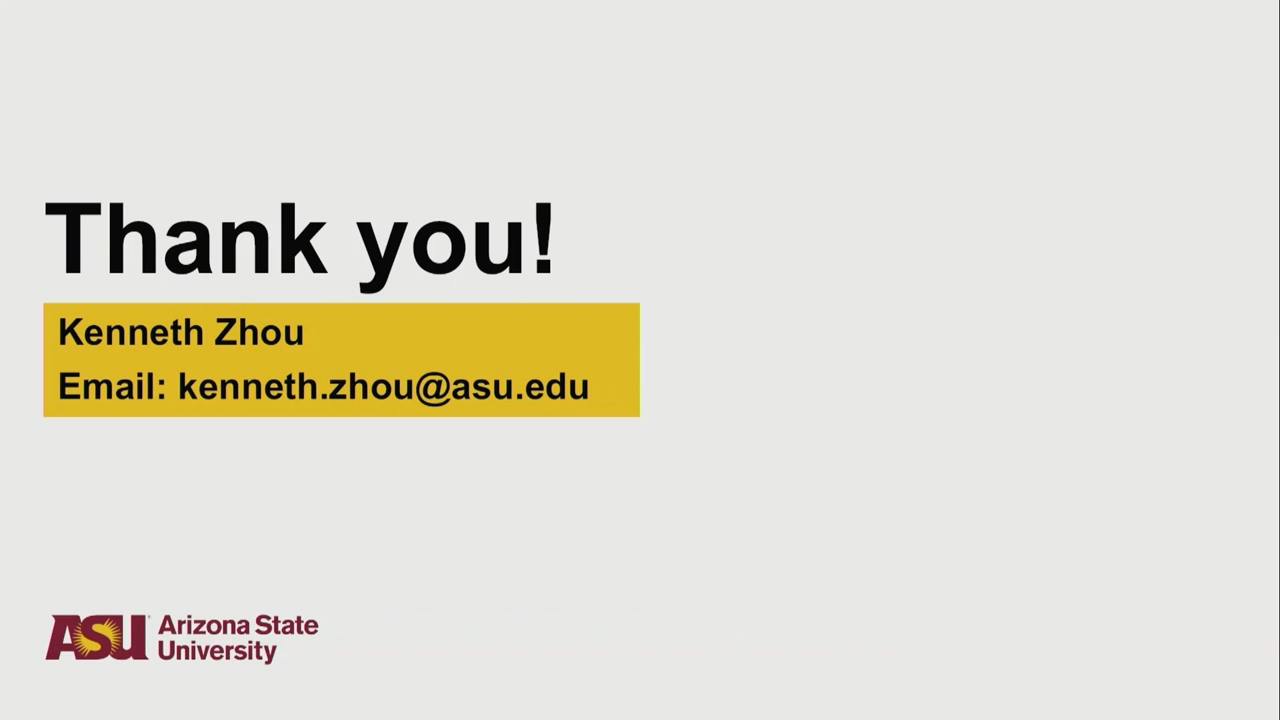 Thank you!
Kenneth Zhou
Email: kenneth.zhou@asu.edu
ASU Arizona State
University